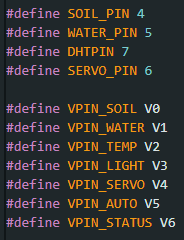 #define SOIL_PIN 4
#define WATER_PIN 5
#define DHTPIN 7
#define SERVO_PIN 6
#define VPIN_SOIL V0
#define VPIN_WATER V1
#define VPIN_TEMP V2
#define VPIN_LIGHT V3
#define VPIN_SERVO V4
#define VPIN_AUTO V5
#define VPIN_STATUS V6